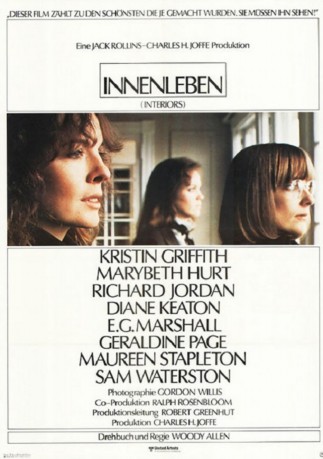 „DIESER FILM ZÄHLT ZU DEN SCHÖNSTEN DIE JE GEMACHT WURDEN. SIE MÜSSEN IHN SEHEN!"
Eine JACK ROLLINS – CHARLES H. JOFFE Produktion
INNENLEBEN
(INTERIORS)
KRISTIN GRIFFITH
MARYBETH HURT
RICHARD JORDAN
DIANE KEATON
E.G. MARSHALL
GERALDINE PAGE
MAUREEN STAPLETON
SAM WATERSTON
Photographie GORDON WILLIS
Co-Produktion RALPH ROSENBLOOM
Produktionsleitung ROBERT GREENHUT
Produktion CHARLES H. JOFFE
Drehbuch und Regie WOODY ALLEN
United Artists